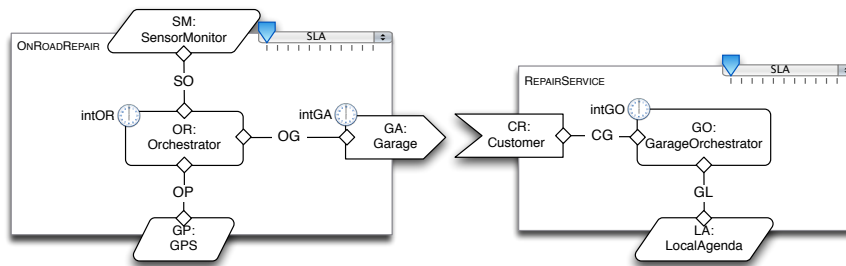 SM:
SensorMonitor
ONROADREPAIR
SLA
SO
intOR
OR:
Orchestrator
OG
intGA
GA:
Garage
OP
GP:
GPS
SLA
REPAIRSERVICE
intGO
CR:
Customer
CG
GO:
GarageOrchestrator
GL
LA:
LocalAgenda